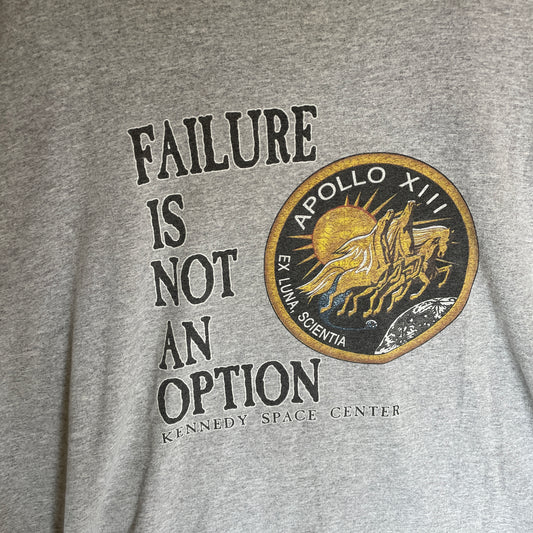 FAILURE
IS
NOT
AN
OPTION
KENNEDY SPACE CENTER
APOLLO XIII
EX LUNA, SCIENTIA